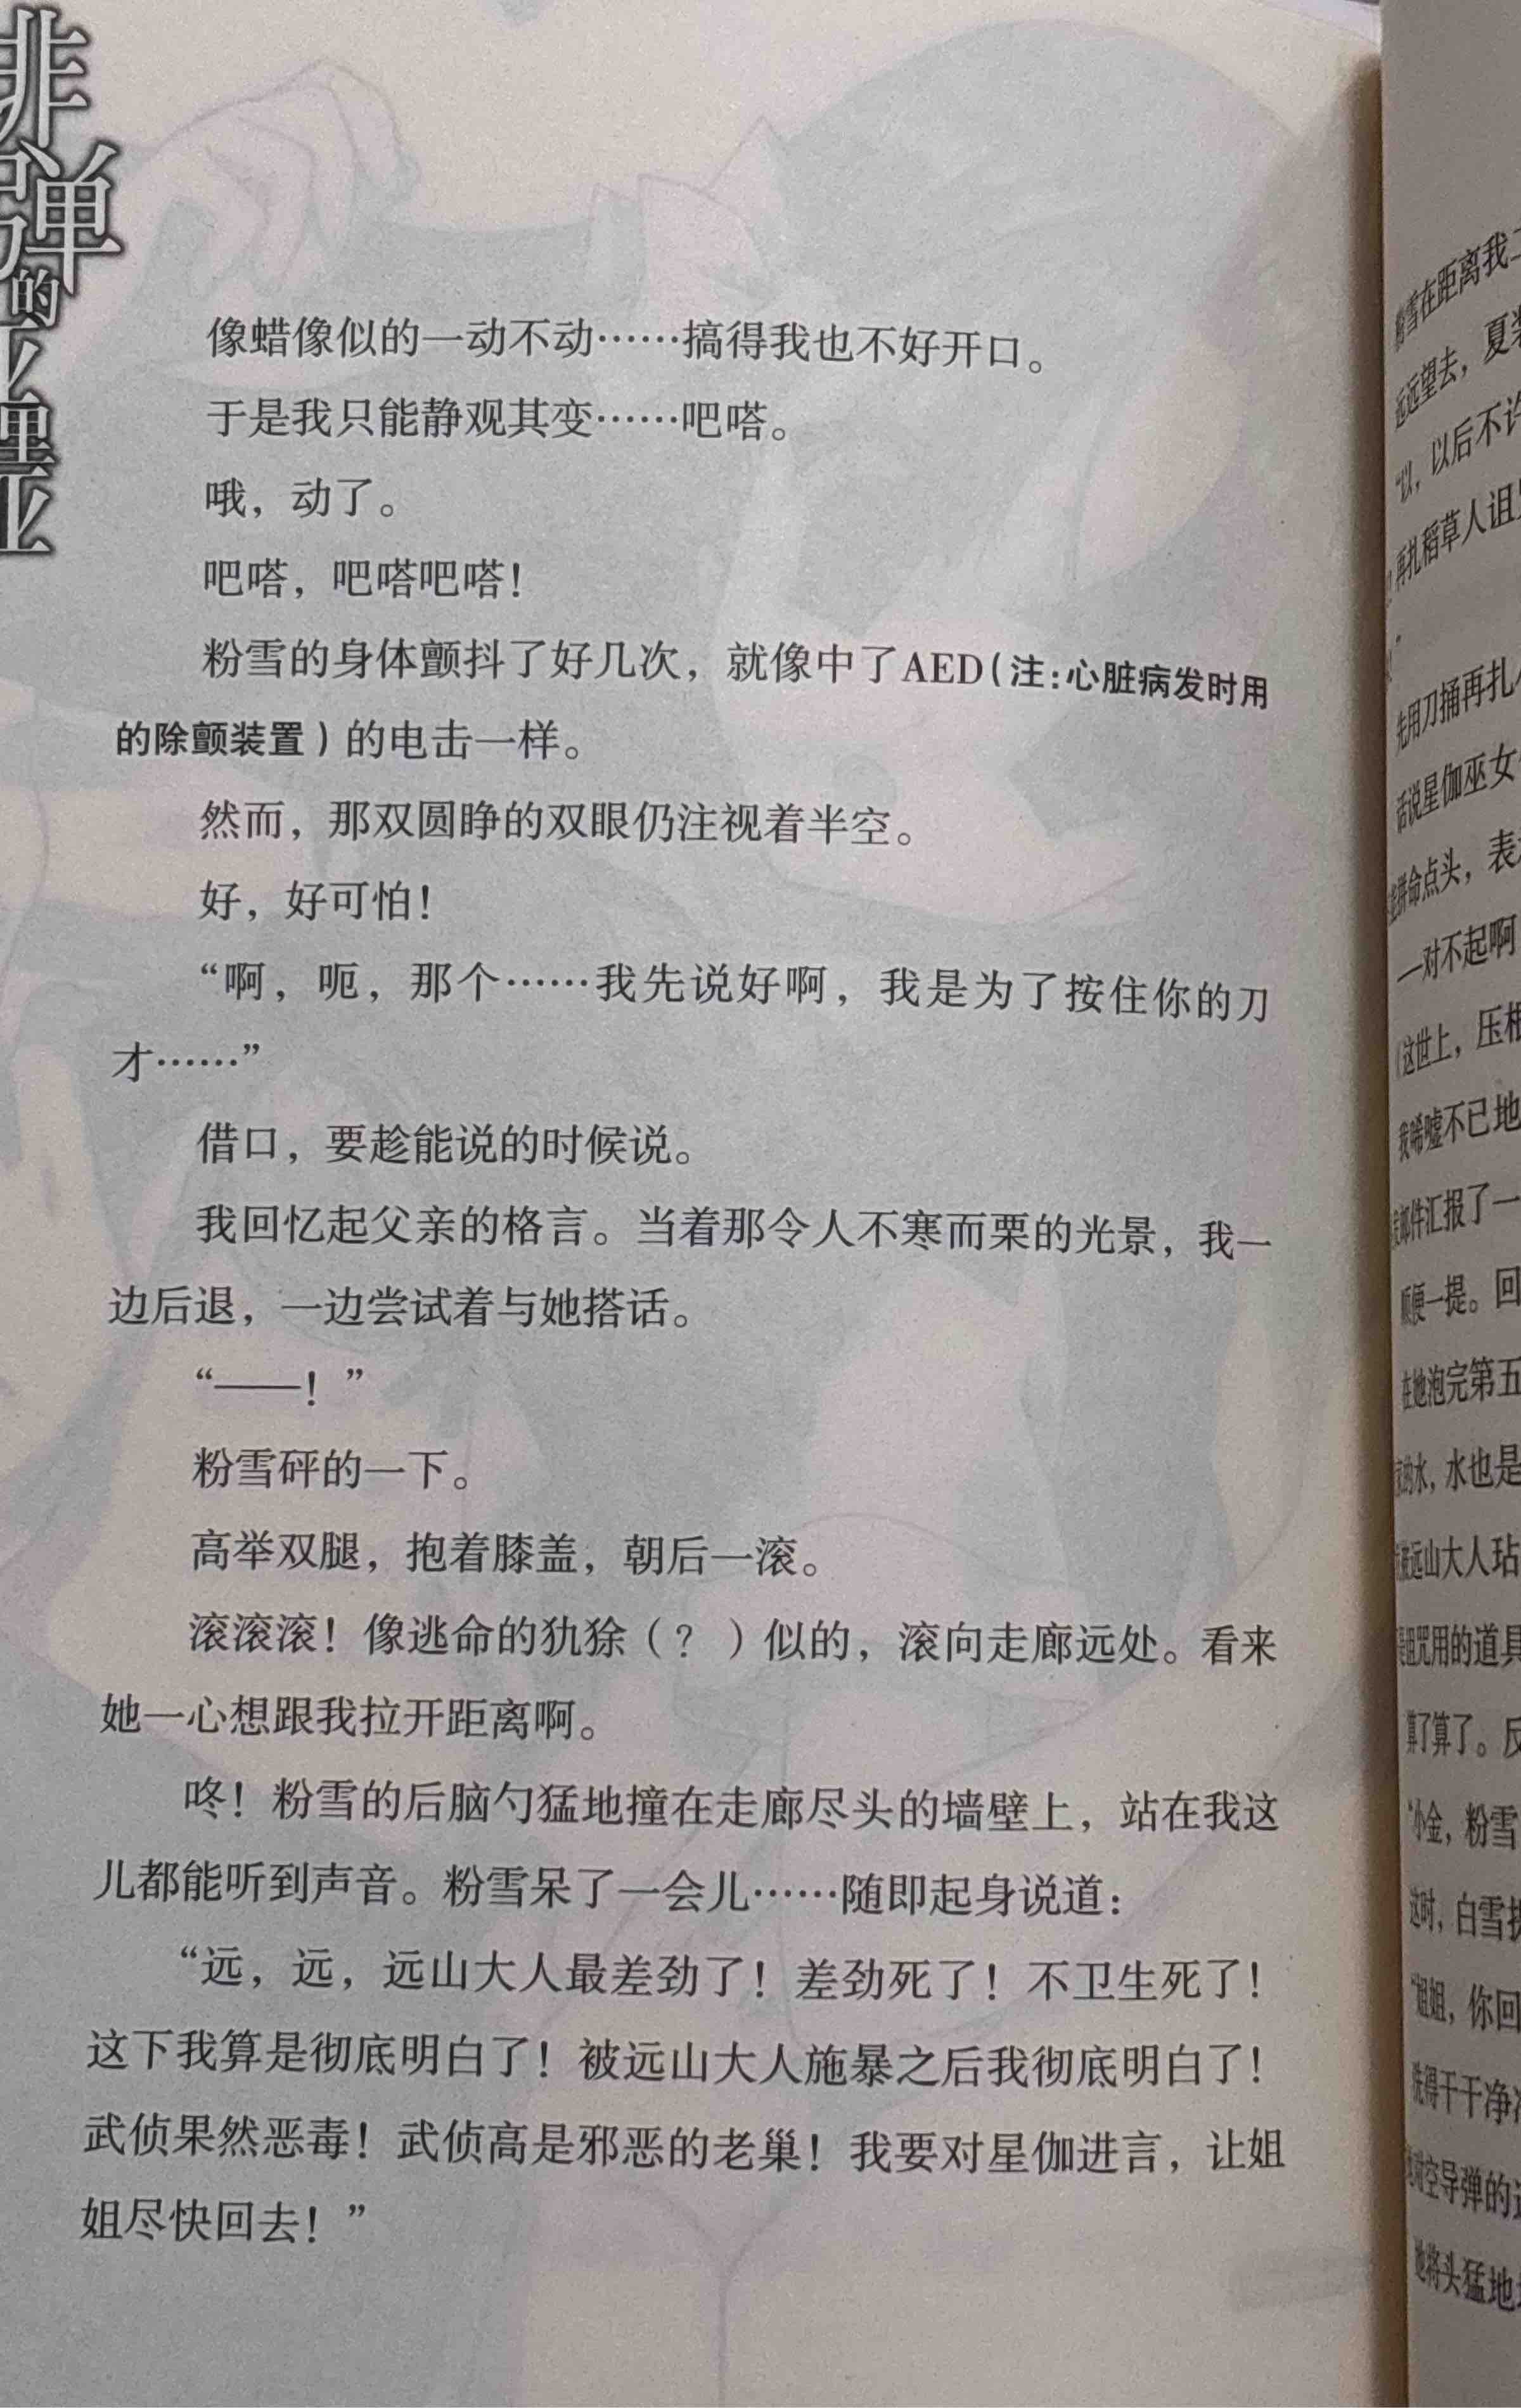 非
弹
的
亚
里
亚
像蜡像似的一动不动……搞得我也不好开口。
于是我只能静观其变……吧嗒。
哦，动了。
吧嗒，吧嗒吧嗒！
粉雪的身体颤抖了好几次，就像中了AED（注：心脏病发时用
的除颤装置）的电击一样。
然而，那双圆睁的双眼仍注视着半空。
好，好可怕！
“啊，呃，那个……我先说好啊，我是为了按住你的刀
才……”
借口，要趁能说的时候说。
我回忆起父亲的格言。当着那令人不寒而栗的光景，我一
边后退，一边尝试着与她搭话。
“——！”
粉雪砰的一下。
高举双腿，抱着膝盖，朝后一滚。
滚滚滚！像逃命的犰狳（？）似的，滚向走廊远处。看来
她一心想跟我拉开距离啊。
咚！粉雪的后脑勺猛地撞在走廊尽头的墙壁上，站在我这
儿都能听到声音。粉雪呆了一会儿……随即起身说道：
“远，远，远山大人最差劲了！差劲死了！不卫生死了！
这下我算是彻底明白了！被远山大人施暴之后我彻底明白了！
武侦果然恶毒！武侦高是邪恶的老巢！我要对星伽进言，让姐
姐尽快回去！”
雪在距离我
远远望去，夏
以，以后不许
再扎稻草人诅
先用刀捅再扎
话说星伽巫女
拼命点头，表
—对不起啊
这世上，压根
我唏嘘不已地
邮件汇报了一
顺便一提。回
在她泡完第五
的水，水也是
被远山大人玷
诅咒用的道具
算了算了。反
“小金，粉雪
这时，白雪
“姐姐，你回
洗得干干净净
对空导弹的
她将头猛地